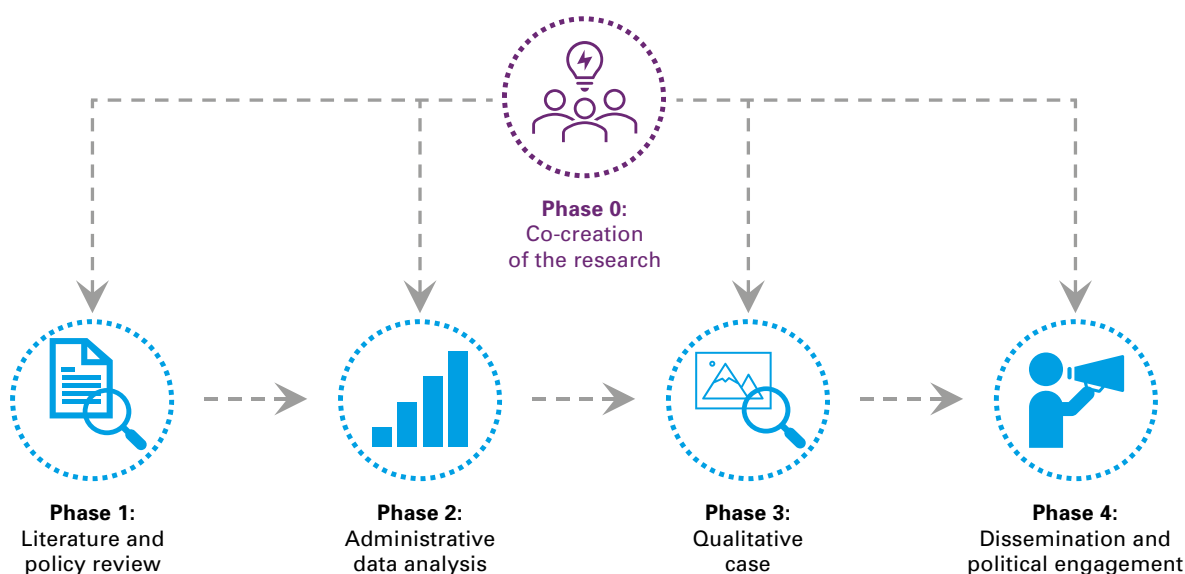 Phase 0:
Co-creation
of the research
Phase 1:
Literature and
policy review
Phase 2:
Administrative
data analysis
Phase 3:
Qualitative
case
Phase 4:
Dissemination and
political engagement